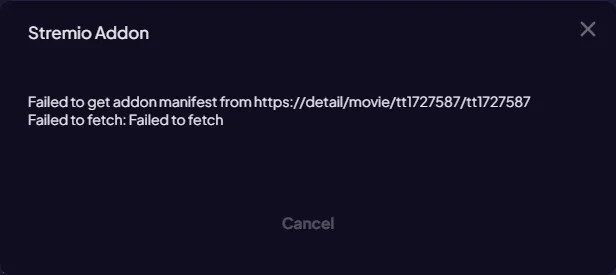 Stremio Addon
Failed to get addon manifest from https://detail/movie/tt1727587/tt1727587
Failed to fetch: Failed to fetch
Cancel